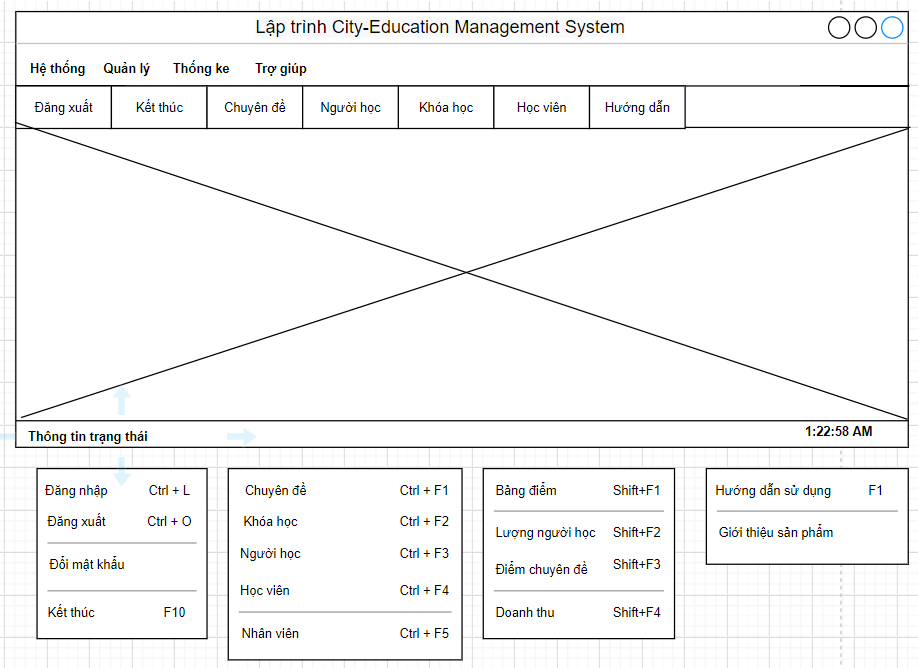 Lập trình City-Education Management System
Hệ thống Quản lý Thống ke Trợ giúp
Đăng xuất Kết thúc Chuyên đề Người học Khóa học Học viên Hướng dẫn
Thông tin trạng thái 1:22:58 AM
Đăng nhập Ctrl + L
Đăng xuất Ctrl + O
Đổi mật khẩu
Kết thúc F10
Chuyên đề Ctrl + F1
Khóa học Ctrl + F2
Người học Ctrl + F3
Học viên Ctrl + F4
Nhân viên Ctrl + F5
Bảng điểm Shift+F1
Lượng người học Shift+F2
Điểm chuyên đề Shift+F3
Doanh thu Shift+F4
Hướng dẫn sử dụng F1
Giới thiệu sản phẩm